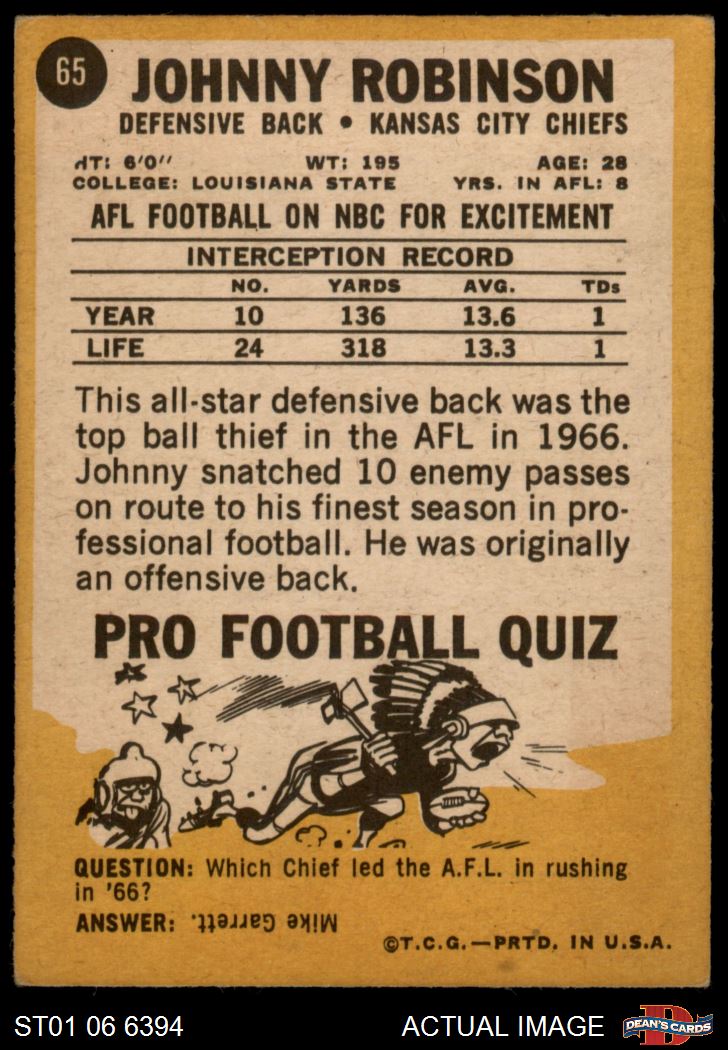 65
JOHNNY ROBINSON
DEFENSIVE BACK • KANSAS CITY CHIEFS
HT: 6'0" WT: 195 AGE: 28
COLLEGE: LOUISIANA STATE YRS. IN AFL: 8
AFL FOOTBALL ON NBC FOR EXCITEMENT
INTERCEPTION RECORD
NO. YARDS AVG. TDs
YEAR 10 136 13.6 1
LIFE 24 318 13.3 1
This all-star defensive back was the
top ball thief in the AFL in 1966.
Johnny snatched 10 enemy passes
on route to his finest season in pro-
fessional football. He was originally
an offensive back.
PRO FOOTBALL QUIZ
QUESTION: Which Chief led the A.F.L. in rushing
in '66?
ANSWER: Mike Garrett.
©T.C.G.—PRTD. IN U.S.A.
ST01 06 6394 ACTUAL IMAGE
D
DEAN'S CARDS